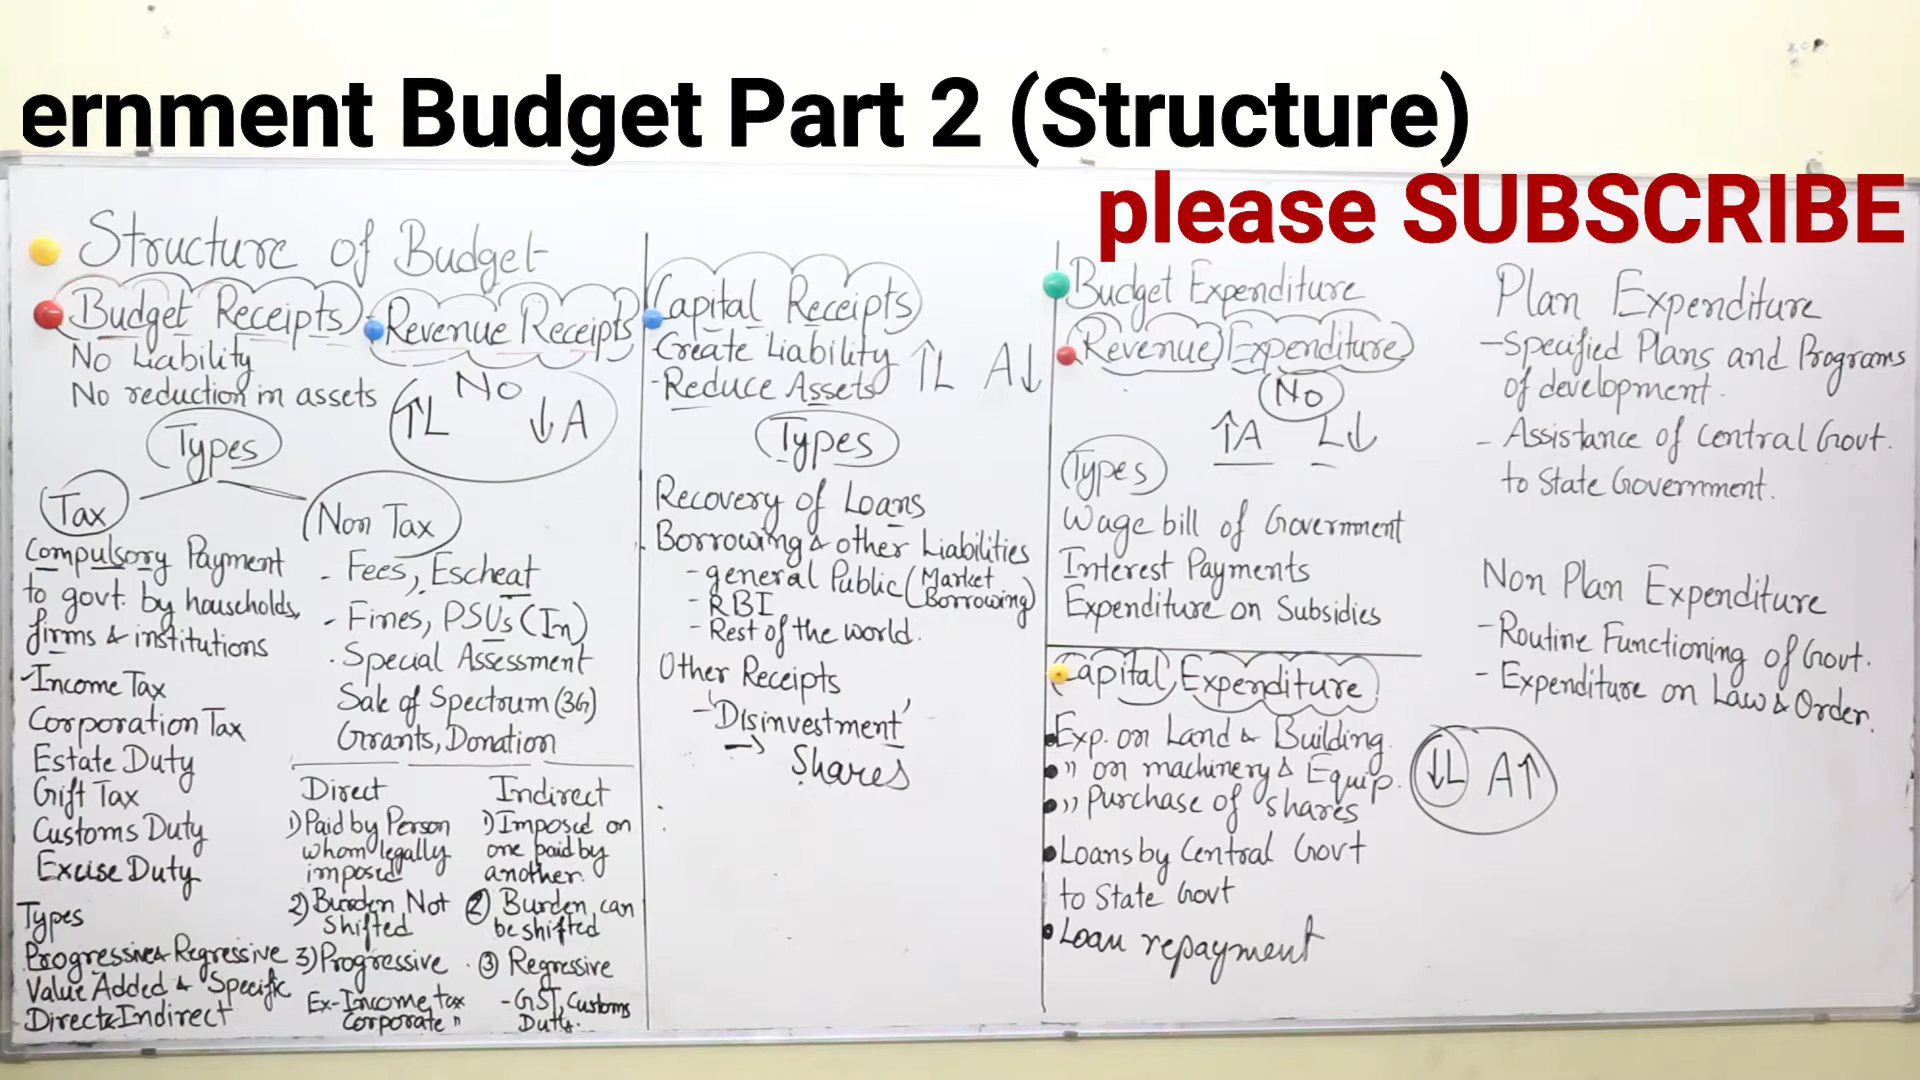 ernment Budget Part 2 (Structure)
please SUBSCRIBE
Structure of Budget
Budget Receipts
Revenue Receipts
No Liability
No reduction in assets
No
↑L ↓A
Types
Tax
Compulsory Payment
to govt. by households,
firms & institutions
Income Tax
Corporation Tax
Estate Duty
Gift Tax
Customs Duty
Excise Duty
Types
Progressive & Regressive
Value Added & Specific
Direct & Indirect
Non Tax
- Fees, Escheat
- Fines, PSUs (In)
. Special Assessment
Sale of Spectrum (3G)
Grants, Donation
Direct
1) Paid by Person
whom legally
imposed
2) Burden Not
Shifted
3) Progressive
Ex- Income tax
Corporate "
Indirect
1) Imposed on
one paid by
another.
② Burden can
be shifted
③ Regressive
- GST, Customs
Duty.
Capital Receipts
Create Liability
- Reduce Assets
↑L A↓
Types
Recovery of Loans
Borrowing & other Liabilities
- general Public (Market Borrowing)
- RBI
- Rest of the world.
Other Receipts
- 'Disinvestment'
→ Shares
Budget Expenditure
Revenue Expenditure
No
↑A L↓
Types
Wage bill of Government
Interest Payments
Expenditure on Subsidies
Capital Expenditure
Exp. on Land & Building
" on machinery & Equip.
" Purchase of shares
Loans by Central Govt
to State Govt
Loan repayment
↓L A↑
Plan Expenditure
- Specified Plans and Programs
of development.
- Assistance of Central Govt.
to State Government.
Non Plan Expenditure
- Routine Functioning of Govt.
- Expenditure on Law & Order.